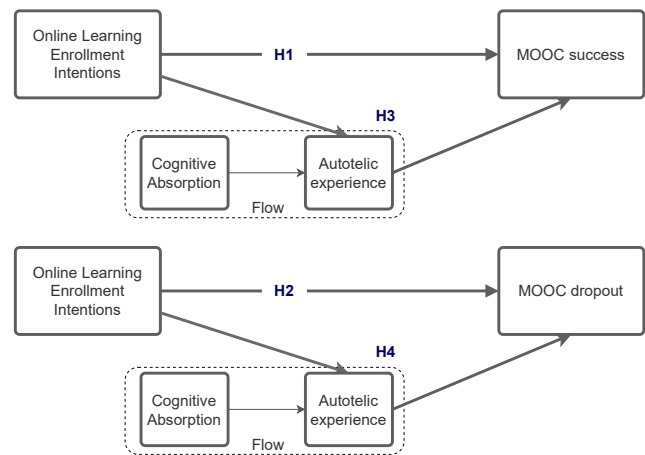 Online Learning
Enrollment
Intentions
H1
MOOC success
H3
Cognitive
Absorption
Autotelic
experience
Flow
Online Learning
Enrollment
Intentions
H2
MOOC dropout
H4
Cognitive
Absorption
Autotelic
experience
Flow